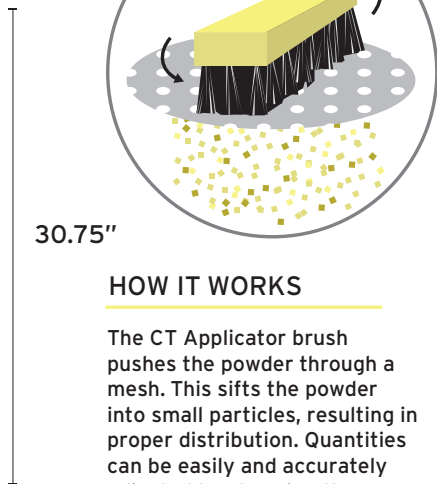 30.75"
HOW IT WORKS
The CT Applicator brush
pushes the powder through a
mesh. This sifts the powder
into small particles, resulting in
proper distribution. Quantities
can be easily and accurately